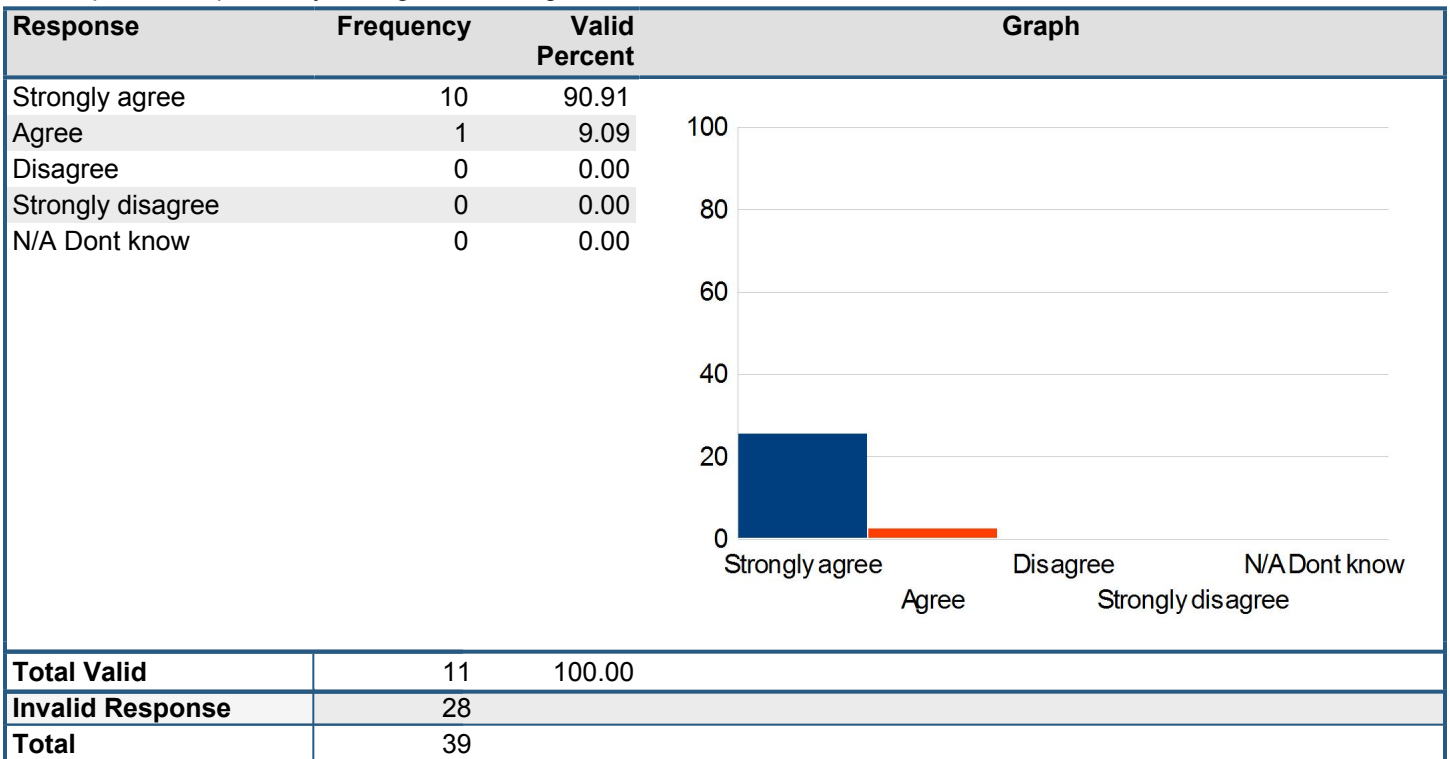 Response Frequency Valid Percent Graph
Strongly agree 10 90.91
Agree 1 9.09
Disagree 0 0.00
Strongly disagree 0 0.00
N/A Dont know 0 0.00
100
80
60
40
20
0
Strongly agree Disagree N/A Dont know
Agree Strongly disagree
Total Valid 11 100.00
Invalid Response 28
Total 39